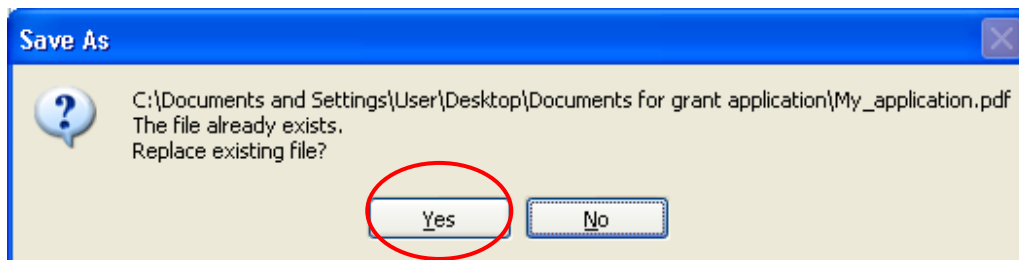 Save As
C:\Documents and Settings\User\Desktop\Documents for grant application\My_application.pdf
The file already exists.
Replace existing file?
Yes No